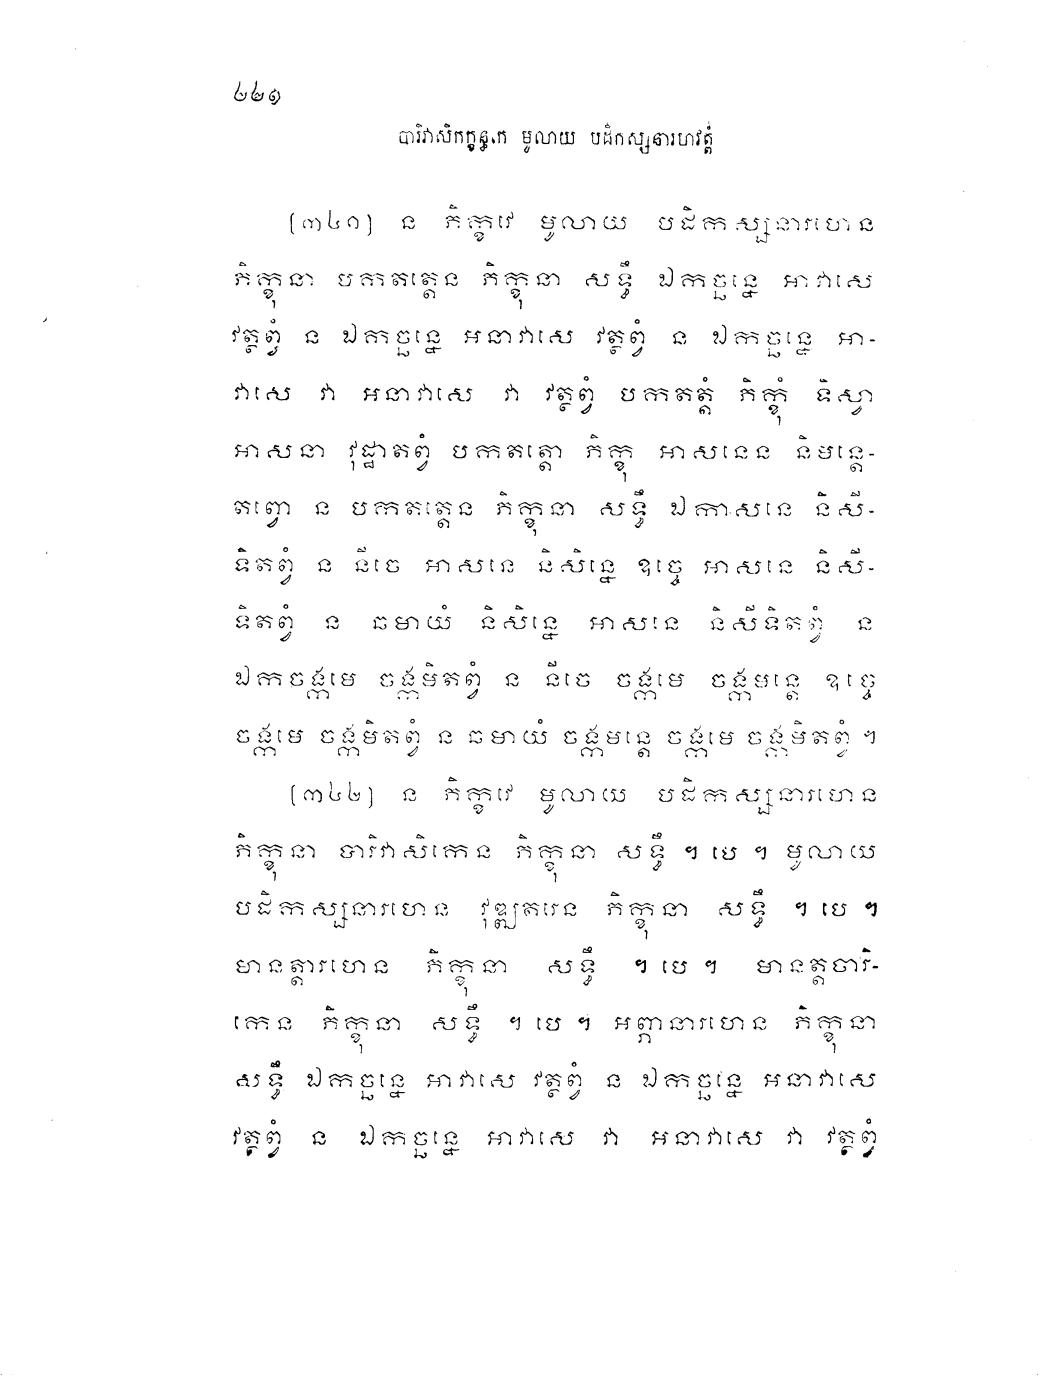 ២២១
បារិវាសិកក្ខន្ធកេ មូលាយ បដិកស្សនារហវត្តំ
(៣៤១) ន ភិក្ខវេ មូលាយ បដិកស្សនារហេន
ភិក្ខុនា បកតត្តេន ភិក្ខុនា សទ្ធឹ ឯកច្ឆន្នេ អាវាសេ
វត្ថព្វំ ន ឯកច្ឆន្នេ អនាវាសេ វត្ថព្វំ ន ឯកច្ឆន្នេ អា-
វាសេ វា អនាវាសេ វា វត្ថព្វំ បកតត្តំ ភិក្ខុំ ទិស្វា
អាសនា វុដ្ឋាតព្វំ បកតត្តោ ភិក្ខុ អាសនេន និមន្តេ-
តព្វោ ន បកតត្តេន ភិក្ខុនា សទ្ធឹ ឯកាសនេ និសី-
ទិតព្វំ ន នីចេ អាសនេ និសិន្នេ ឧច្ចេ អាសនេ និសី-
ទិតព្វំ ន ឆមាយំ និសិន្នេ អាសនេ និសីទិតព្វំ ន
ឯកចង្កមេ ចង្កមិតព្វំ ន នីចេ ចង្កមេ ចង្កមន្តេ ឧច្ចេ
ចង្កមេ ចង្កមិតព្វំ ន ឆមាយំ ចង្កមន្តេ ចង្កមេ ចង្កមិតព្វំ ។
(៣៤២) ន ភិក្ខវេ មូលាយ បដិកស្សនារហេន
ភិក្ខុនា បារិវាសិកេន ភិក្ខុនា សទ្ធឹ ។ បេ ។ មូលាយ
បដិកស្សនារហេន វុឌ្ឍតរេន ភិក្ខុនា សទ្ធឹ ។ បេ ។
មានត្តារហេន ភិក្ខុនា សទ្ធឹ ។ បេ ។ មានត្តចារិ-
កេន ភិក្ខុនា សទ្ធឹ ។ បេ ។ អព្ភានារហេន ភិក្ខុនា
សទ្ធឹ ឯកច្ឆន្នេ អាវាសេ វត្ថព្វំ ន ឯកច្ឆន្នេ អនាវាសេ
វត្ថព្វំ ន ឯកច្ឆន្នេ អាវាសេ វា អនាវាសេ វា វត្ថព្វំ